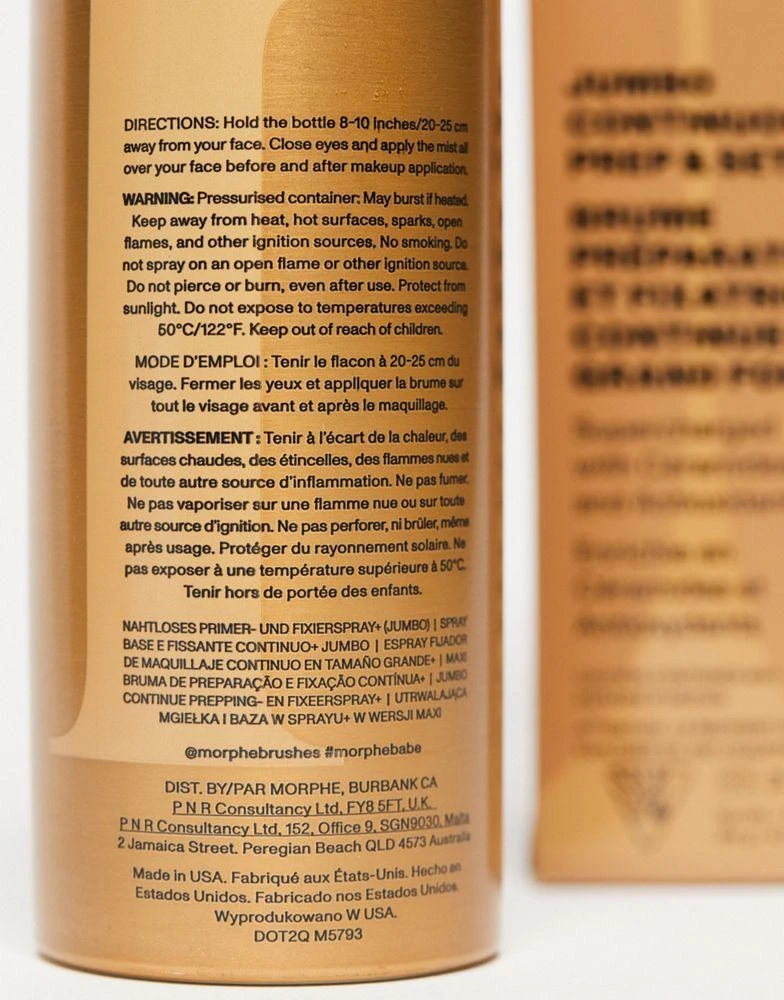 DIRECTIONS: Hold the bottle 8-10 Inches/20-25 cm
away from your face. Close eyes and apply the mist all
over your face before and after makeup application.
WARNING: Pressurised container: May burst if heated.
Keep away from heat, hot surfaces, sparks, open
flames, and other ignition sources, No smoking. Do
not spray on an open flame or other ignition source.
Do not pierce or burn, even after use. Protect from
sunlight. Do not expose to temperatures exceeding
50°C/122°F. Keep out of reach of children.
MODE D'EMPLOI : Tenir le flacon à 20-25 cm du
visage. Fermer les yeux et appliquer la brume sur
tout le visage avant et après le maquillage.
AVERTISSEMENT : Tenir à l'écart de la chaleur, des
surfaces chaudes, des étincelles, des flammes nues et
de toute autre source d'inflammation. Ne pas fumer.
Ne pas vaporiser sur une flamme nue ou sur toute
autre source d'ignition. Ne pas perforer, ni brûler, même
après usage. Protéger du rayonnement solaire. Ne
pas exposer à une température supérieure à 50°C.
Tenir hors de portée des enfants.
NAHTLOSES PRIMER- UND FIXIERSPRAY+ (JUMBO) | SPRAY
BASE E FISSANTE CONTINUO+ JUMBO | ESPRAY FIJADOR
DE MAQUILLAJE CONTINUO EN TAMAÑO GRANDE+ | MAXI
BRUMA DE PREPARAÇÃO E FIXAÇÃO CONTÍNUA+ | JUMBO
CONTINUE PREPPING- EN FIXEERSPRAY+ | UTRWALAJĄCA
MGIEŁKA I BAZA W SPRAYU+ W WERSJI MAXI
@morphebrushes #morphebabe
DIST. BY/PAR MORPHE, BURBANK CA
P N R Consultancy Ltd, FY8 5FT, U.K.
P N R Consultancy Ltd, 152, Office 9, SGN9030, Malta
2 Jamaica Street. Peregian Beach QLD 4573 Australia
Made in USA. Fabriqué aux États-Unis. Hecho en
Estados Unidos. Fabricado nos Estados Unidos.
Wyprodukowano W USA.
DOT2Q M5793
JUMBO
CONTINUOUS
PREP & SET
BRUME
ET
CONTINUE
GRAND
Supercharged
with